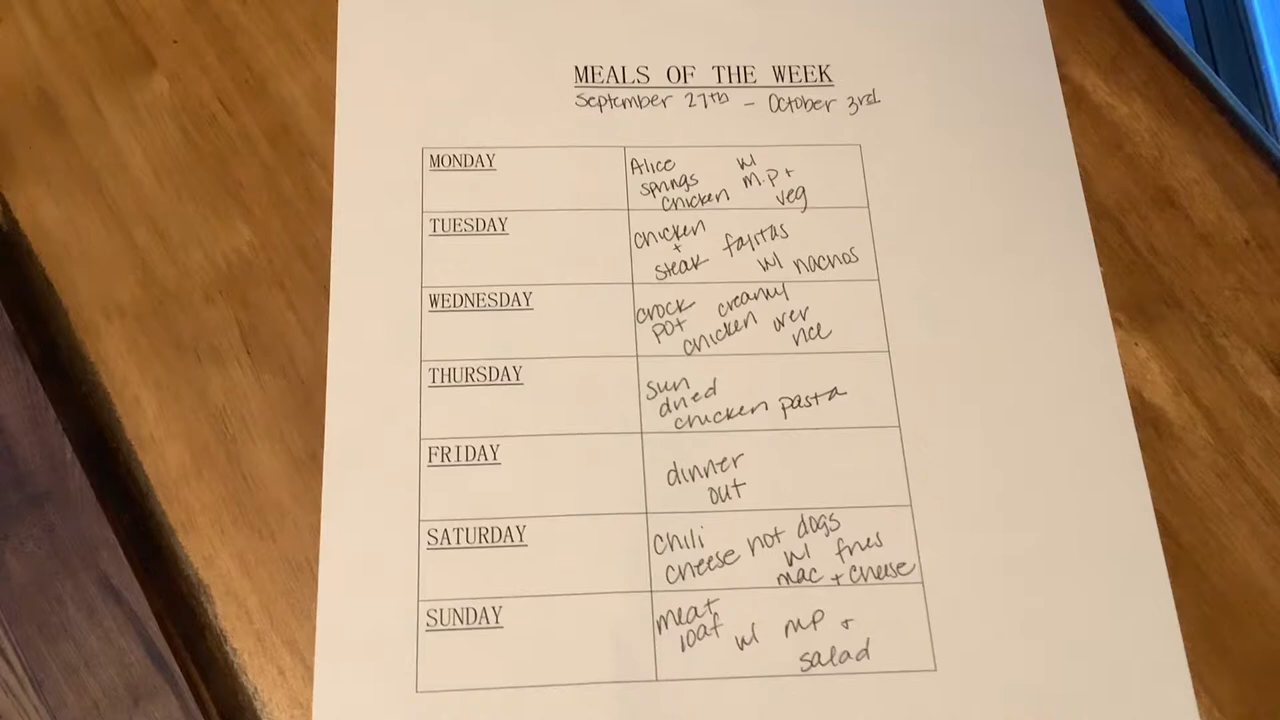 MEALS OF THE WEEK
September 27th - October 3rd
MONDAY
Alice
springs w/
chicken m.p +
veg
TUESDAY
chicken
+
steak fajitas
w/ nachos
WEDNESDAY
crock creamy
pot chicken over
rice
THURSDAY
sun
dried
chicken pasta
FRIDAY
dinner
out
SATURDAY
chili
cheese hot dogs
w/ fries
mac + cheese
SUNDAY
meat
loaf w/ mp +
salad